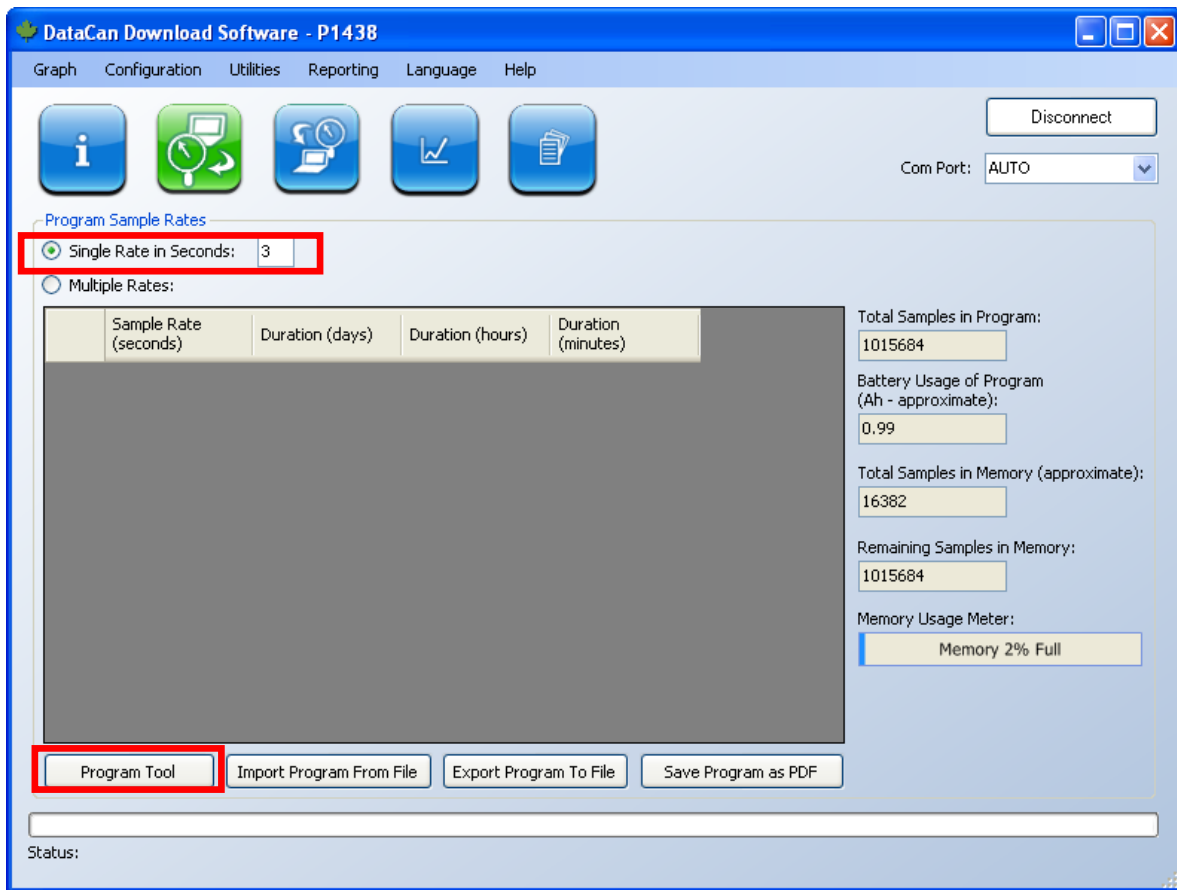 DataCan Download Software - P1438
Graph Configuration Utilities Reporting Language Help
i
Disconnect
Com Port: AUTO
Program Sample Rates
Single Rate in Seconds: 3
Multiple Rates:
Sample Rate
(seconds)
Duration (days)
Duration (hours)
Duration
(minutes)
Total Samples in Program:
1015684
Battery Usage of Program
(Ah - approximate):
0.99
Total Samples in Memory (approximate):
16382
Remaining Samples in Memory:
1015684
Memory Usage Meter:
Memory 2% Full
Program Tool Import Program From File Export Program To File Save Program as PDF
Status: